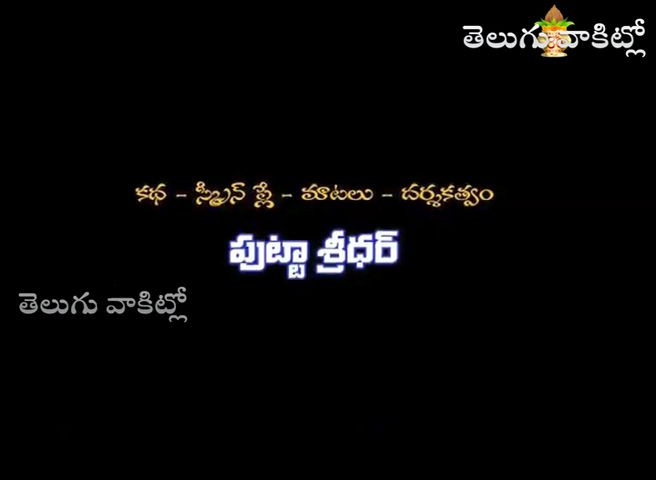 తెలుగు వాకిట్లో
కథ - స్క్రీన్ ప్లే - మాటలు - దర్శకత్వం
పుట్టా శ్రీధర్
తెలుగు వాకిట్లో